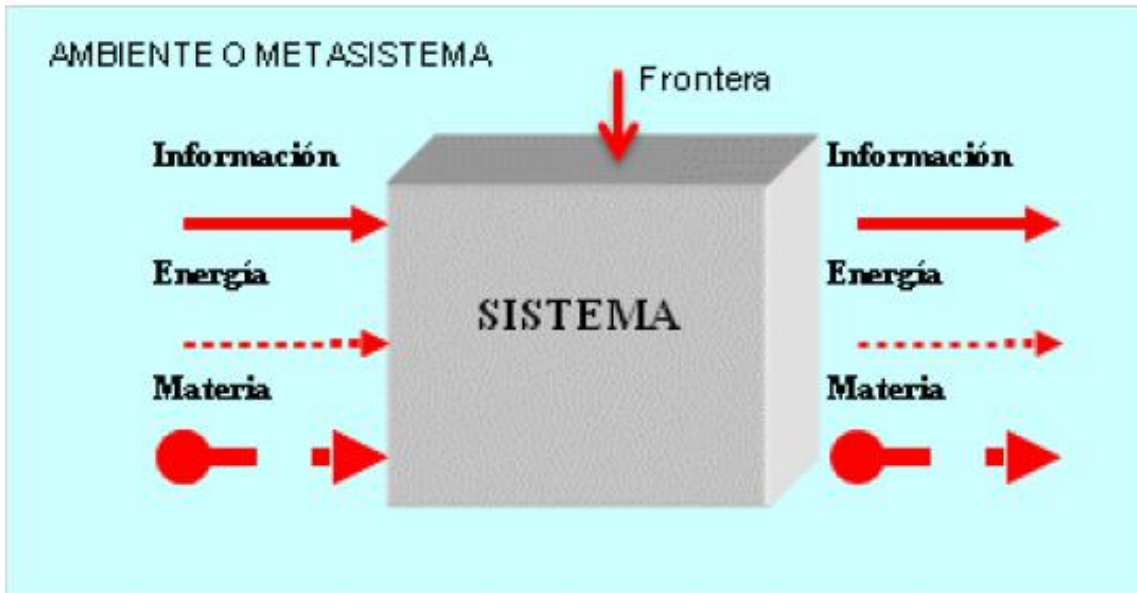 AMBIENTE O METASISTEMA
Frontera
Información
Información
Energía
Energía
SISTEMA
Materia
Materia